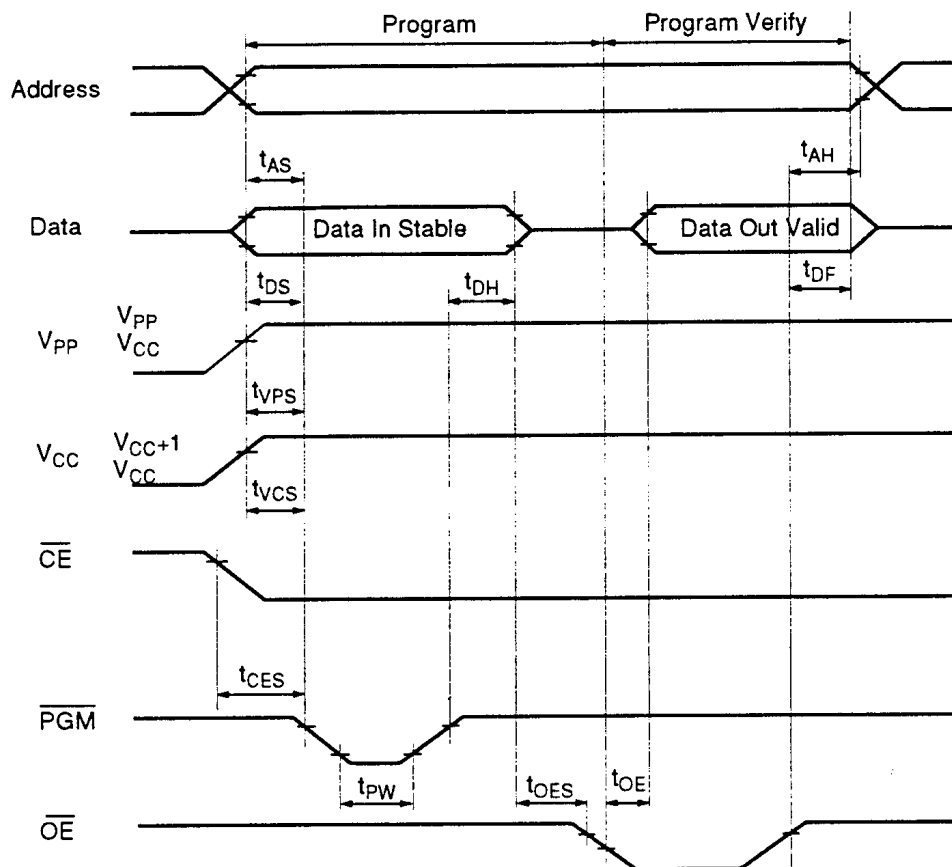 Program
Program Verify
Address
tAS
tAH
Data
Data In Stable
Data Out Valid
tDS
tDH
tDF
VPP
VPP
VCC
tVPS
VCC
VCC+1
VCC
tVCS
CE
tCES
PGM
tPW
tOES
tOE
OE